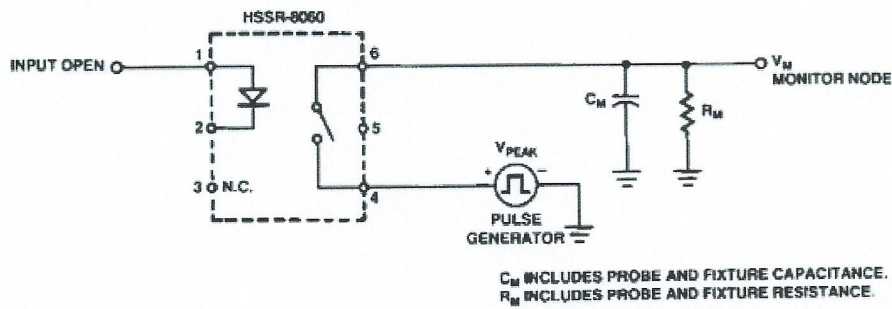 HSSR-8060
INPUT OPEN
1
2
3
N.C.
6
5
4
V_PEAK
+
−
PULSE
GENERATOR
C_M
R_M
V_M
MONITOR NODE
C_M INCLUDES PROBE AND FIXTURE CAPACITANCE.
R_M INCLUDES PROBE AND FIXTURE RESISTANCE.